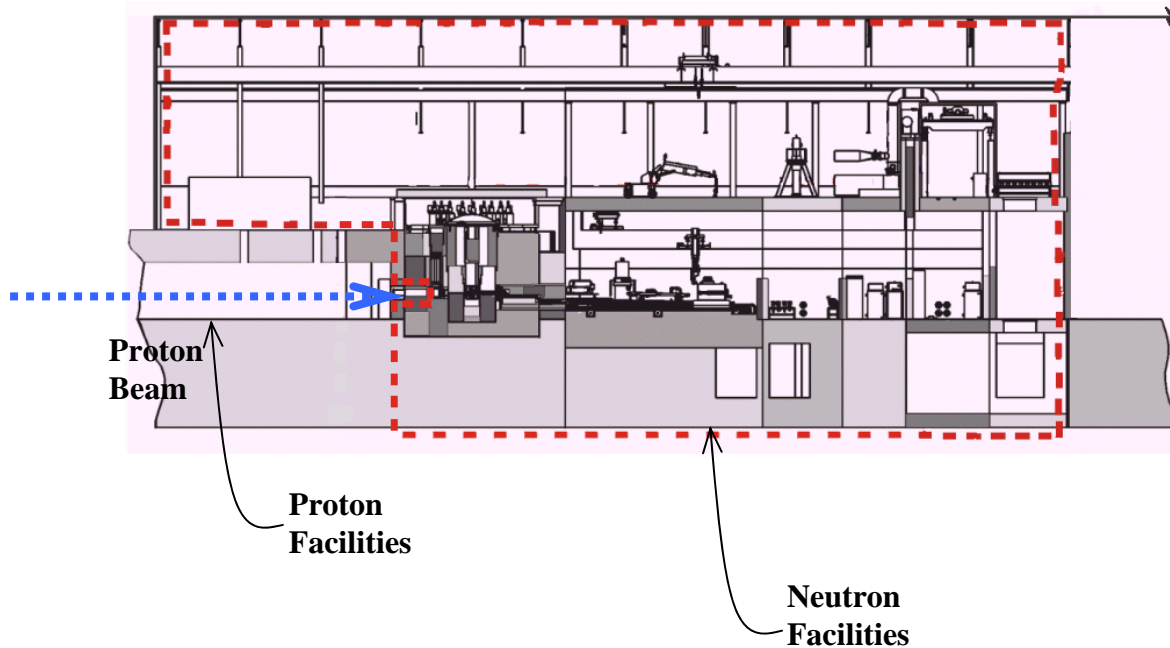 Proton
Beam
Proton
Facilities
Neutron
Facilities